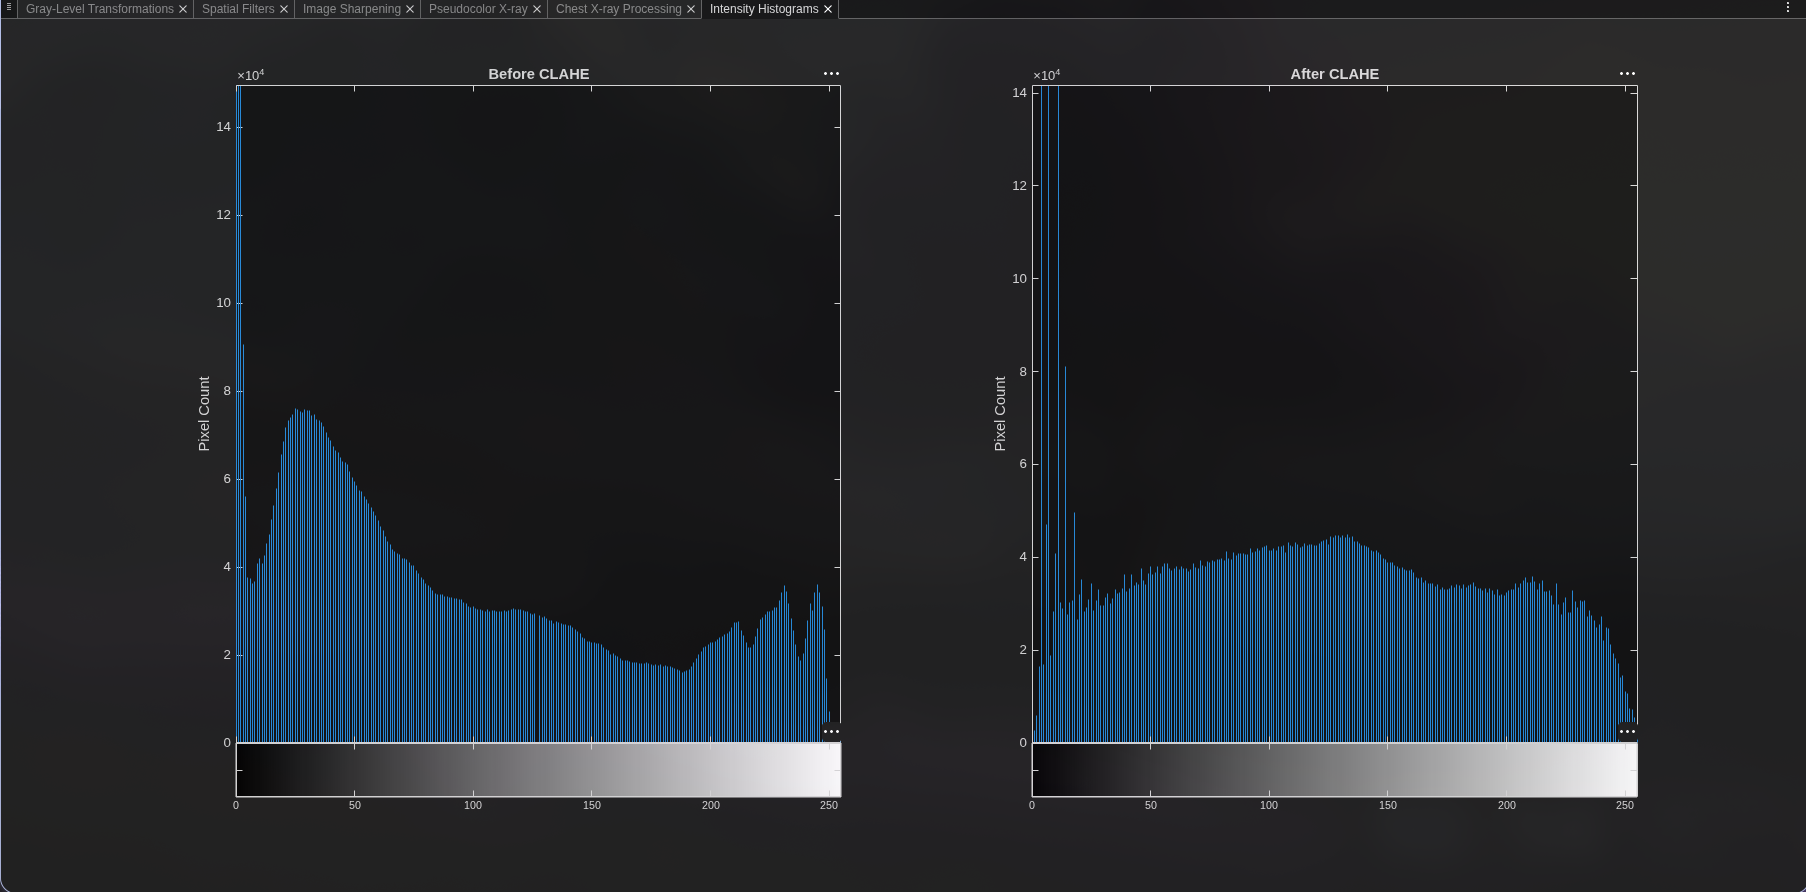 Gray-Level Transformations Spatial Filters Image Sharpening Pseudocolor X-ray Chest X-ray Processing Intensity Histograms
Before CLAHE
×10⁴
14
12
10
8
6
4
2
0
Pixel Count
0 50 100 150 200 250
After CLAHE
×10⁴
14
12
10
8
6
4
2
0
Pixel Count
0 50 100 150 200 250